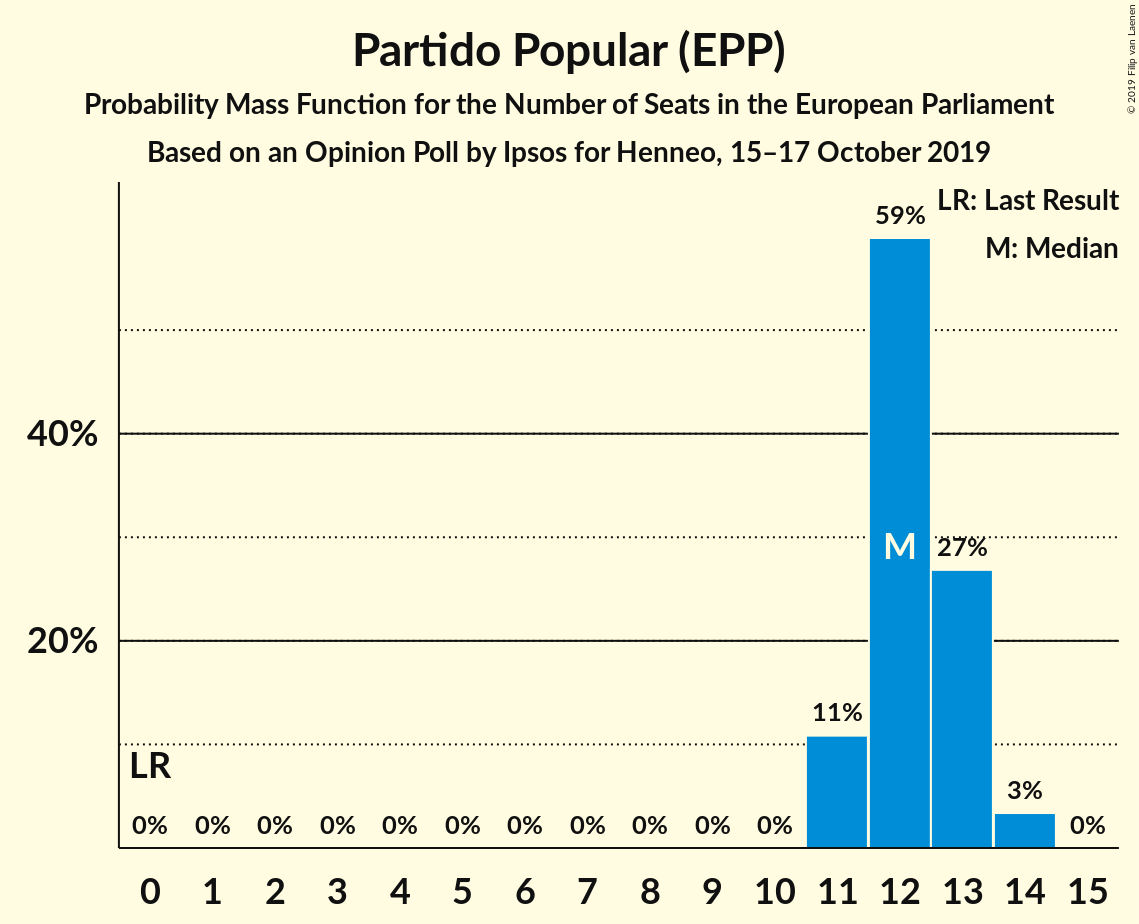 Partido Popular (EPP)
Probability Mass Function for the Number of Seats in the European Parliament
Based on an Opinion Poll by Ipsos for Henneo, 15–17 October 2019
© 2019 Filip van Laenen
LR: Last Result
M: Median
59%
40%
M
27%
20%
11%
LR
3%
0% 0% 0% 0% 0% 0% 0% 0% 0% 0% 0% 0%
0 1 2 3 4 5 6 7 8 9 10 11 12 13 14 15